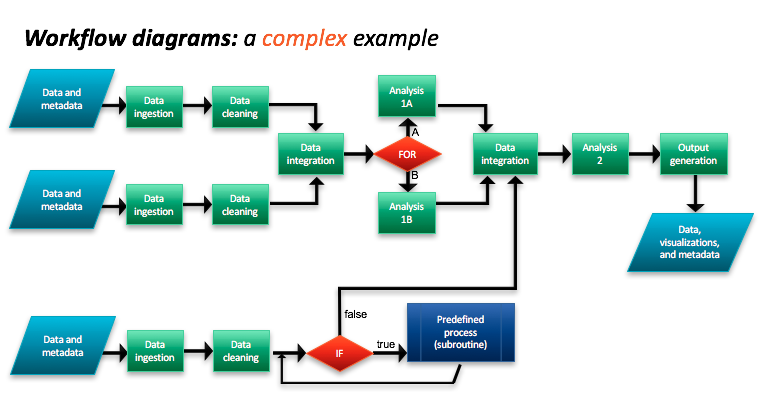 Workflow diagrams: a complex example
Data and
metadata
Data
ingestion
Data
cleaning
Data
integration
Analysis
1A
A
FOR
B
Analysis
1B
Data
integration
Analysis
2
Output
generation
Data,
visualizations,
and metadata
Data and
metadata
Data
ingestion
Data
cleaning
Data and
metadata
Data
ingestion
Data
cleaning
IF
false
true
Predefined
process
(subroutine)